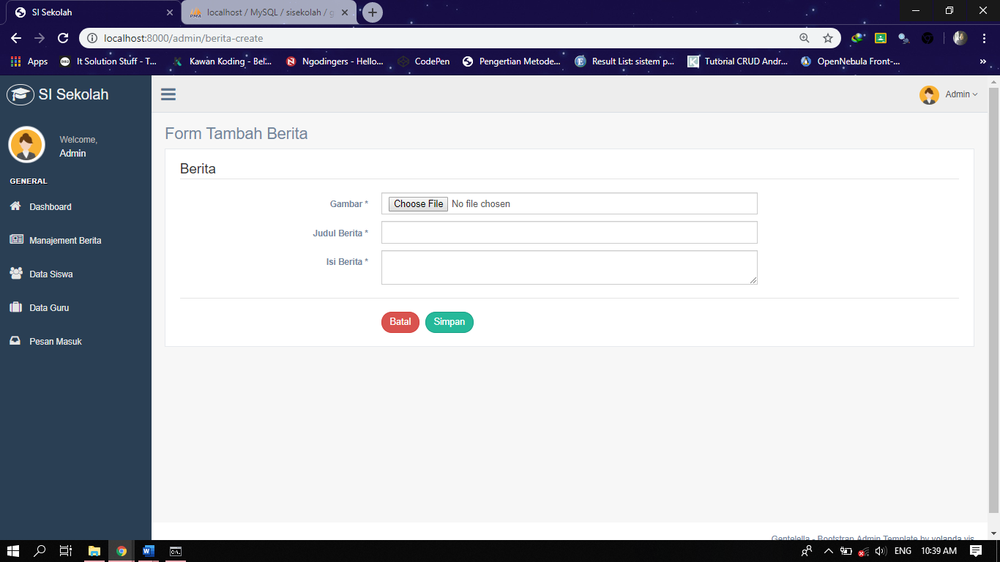 SI Sekolah
localhost / MySQL / sisekolah / g
localhost:8000/admin/berita-create
Apps
It Solution Stuff - T...
Kawan Koding - Bel...
Ngodingers - Hello...
CodePen
Pengertian Metode...
Result List: sistem p...
Tutorial CRUD Andr...
OpenNebula Front-...
»
SI Sekolah
Admin
Welcome,
Admin
GENERAL
Dashboard
Manajement Berita
Data Siswa
Data Guru
Pesan Masuk
Form Tambah Berita
Berita
Gambar *
Choose File No file chosen
Judul Berita *
Isi Berita *
Batal
Simpan
Gentelella - Bootstrap Admin Template by yolanda vis
ENG
10:39 AM